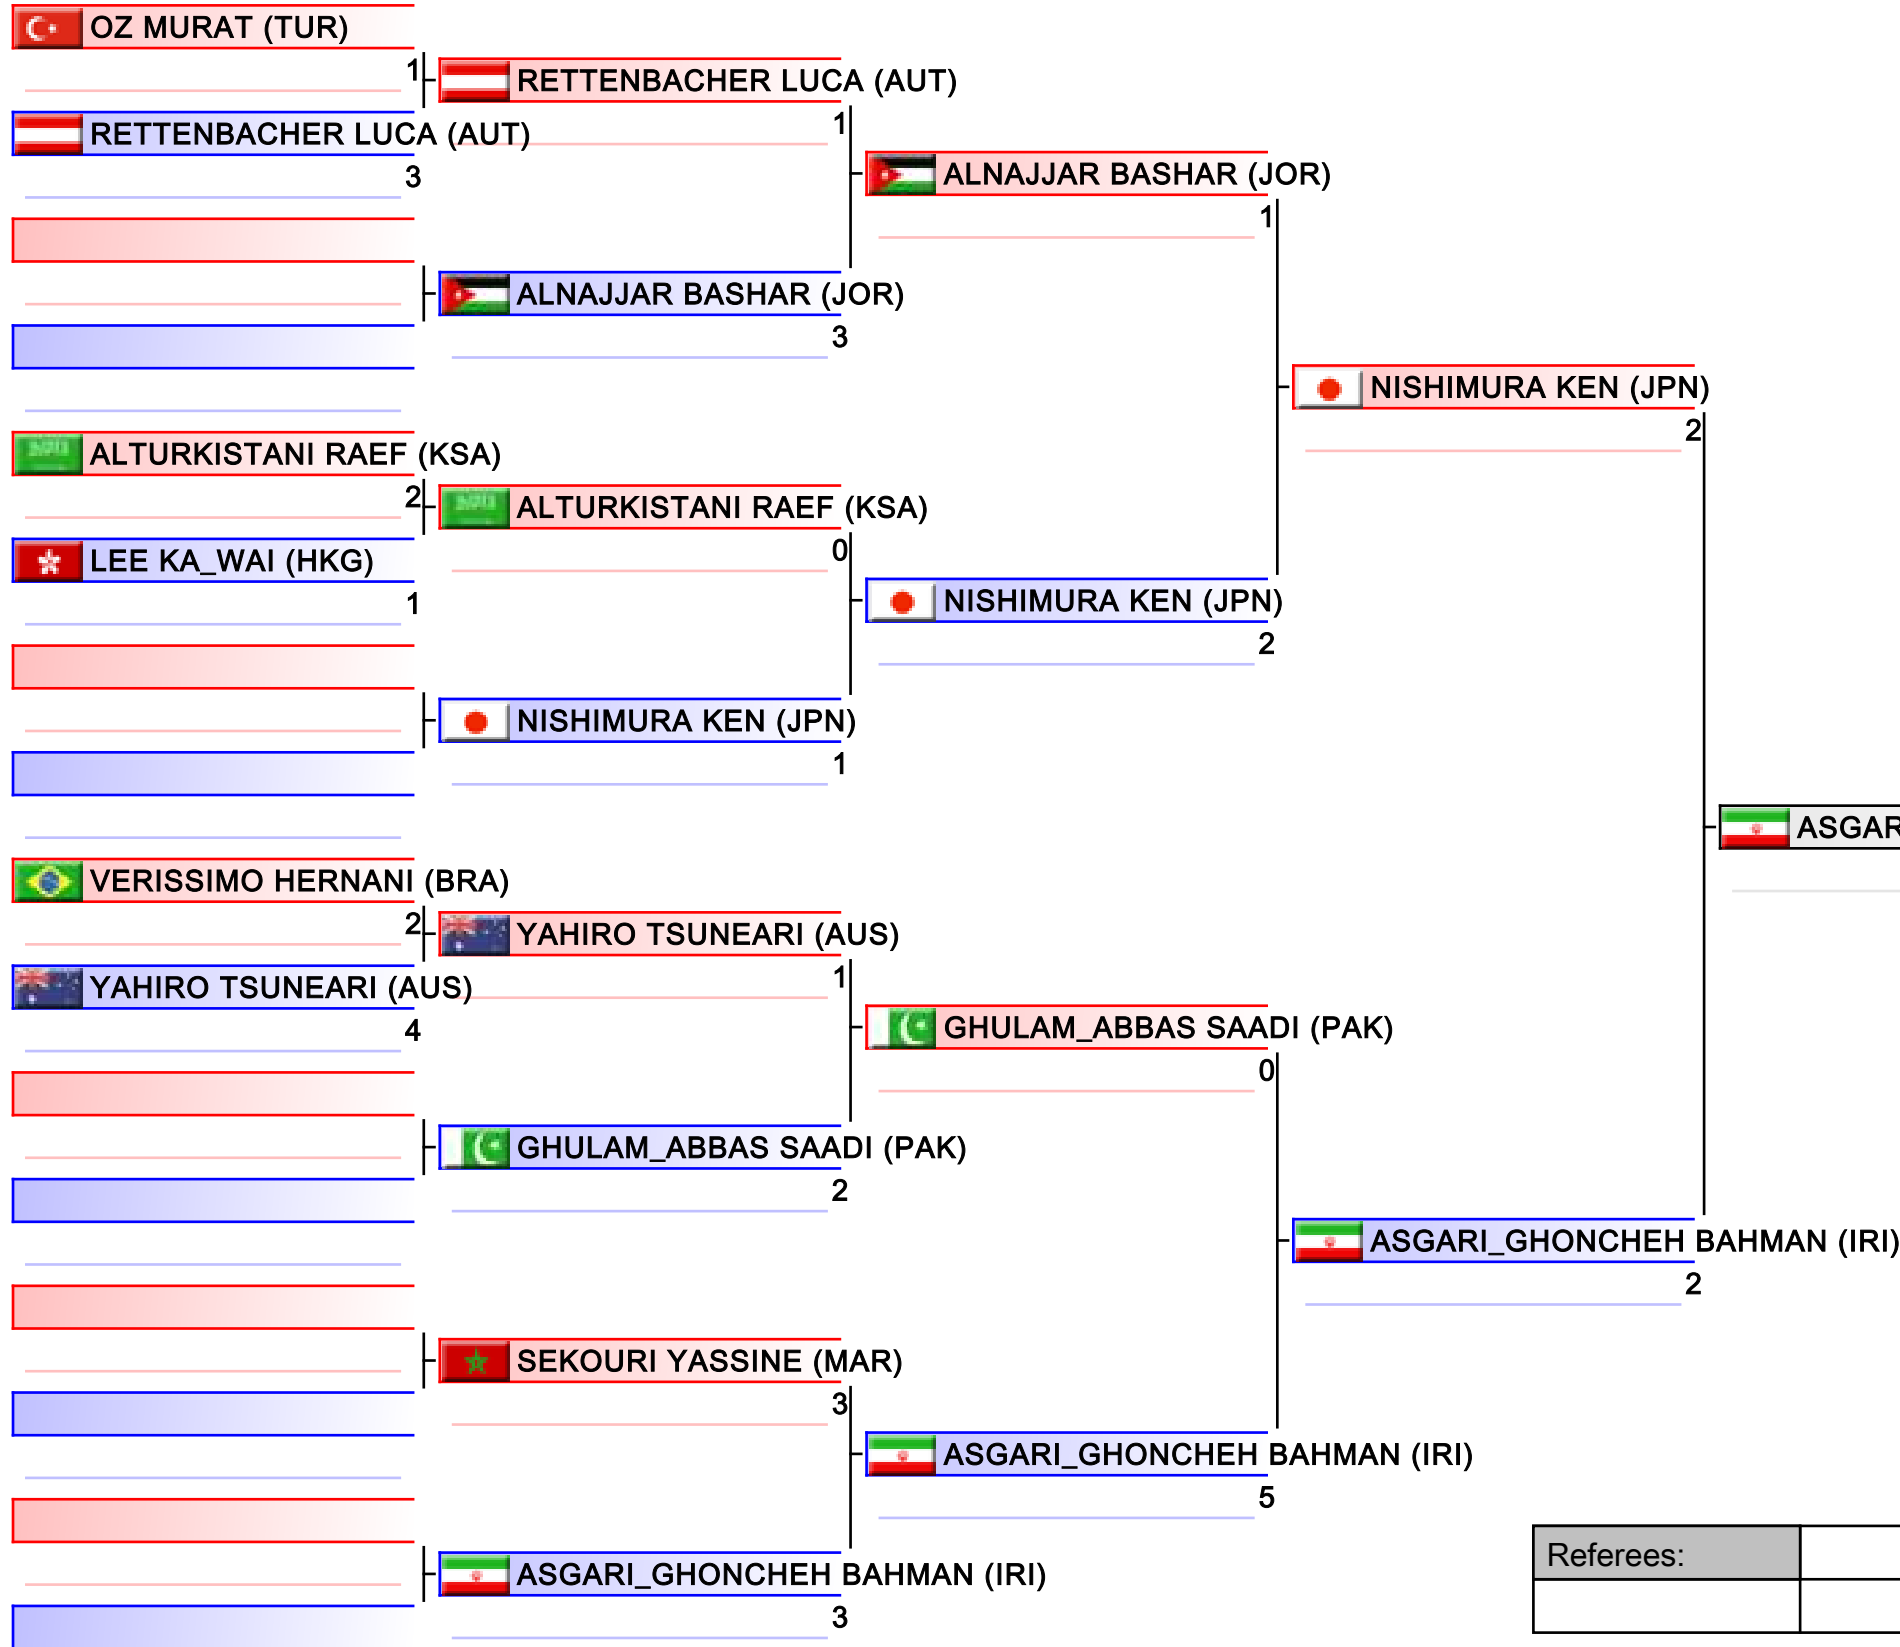 OZ MURAT (TUR)
1
RETTENBACHER LUCA (AUT)
3
ALTURKISTANI RAEF (KSA)
2
LEE KA_WAI (HKG)
1
VERISSIMO HERNANI (BRA)
2
YAHIRO TSUNEARI (AUS)
4
RETTENBACHER LUCA (AUT)
1
ALNAJJAR BASHAR (JOR)
3
ALTURKISTANI RAEF (KSA)
0
NISHIMURA KEN (JPN)
1
YAHIRO TSUNEARI (AUS)
1
GHULAM_ABBAS SAADI (PAK)
2
SEKOURI YASSINE (MAR)
3
ASGARI_GHONCHEH BAHMAN (IRI)
3
ALNAJJAR BASHAR (JOR)
1
NISHIMURA KEN (JPN)
2
GHULAM_ABBAS SAADI (PAK)
0
ASGARI_GHONCHEH BAHMAN (IRI)
5
NISHIMURA KEN (JPN)
2
ASGARI_GHONCHEH BAHMAN (IRI)
2
ASGAR
Referees: